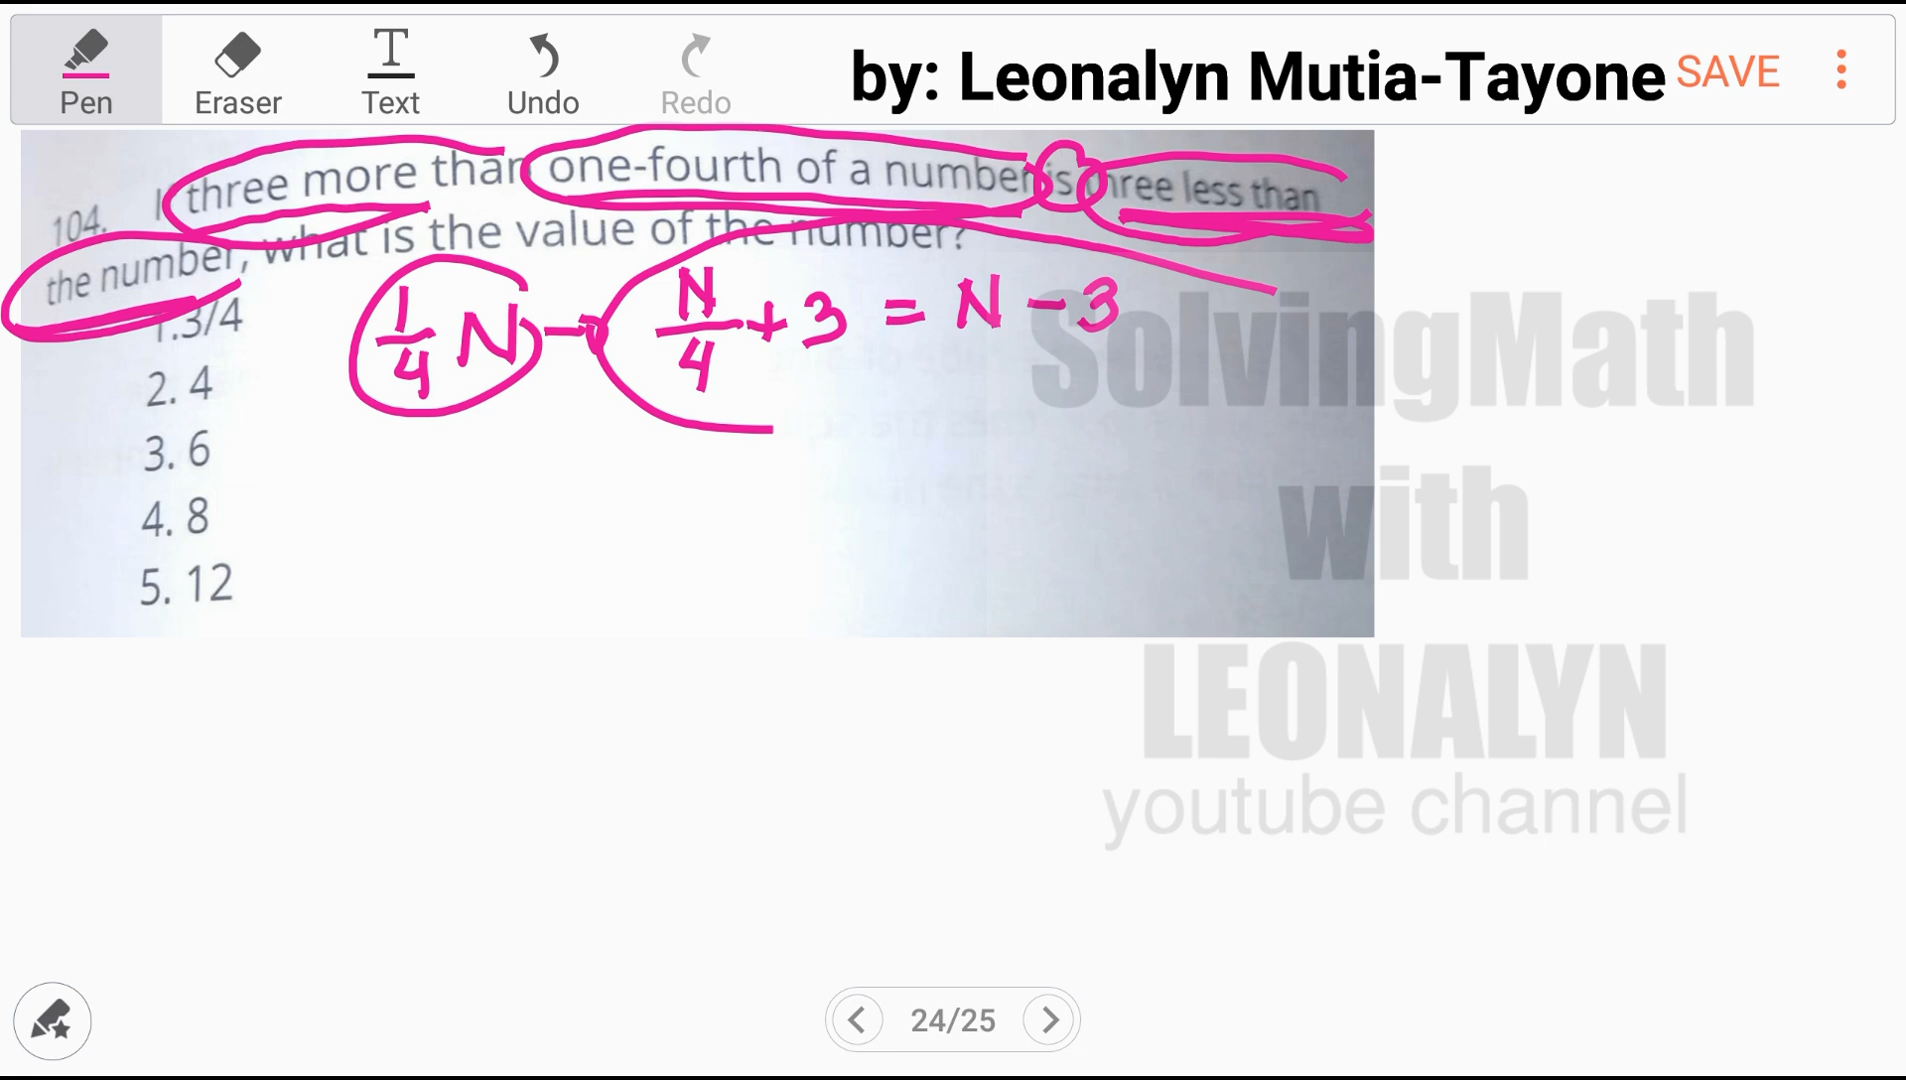 Pen Eraser Text Undo Redo by: Leonalyn Mutia-Tayone SAVE
104. If three more than one-fourth of a number is three less than
the number, what is the value of the number?
1. 3/4
2. 4
3. 6
4. 8
5. 12
1/4 N → N/4 + 3 = N - 3
SolvingMath
with
LEONALYN
youtube channel
24/25